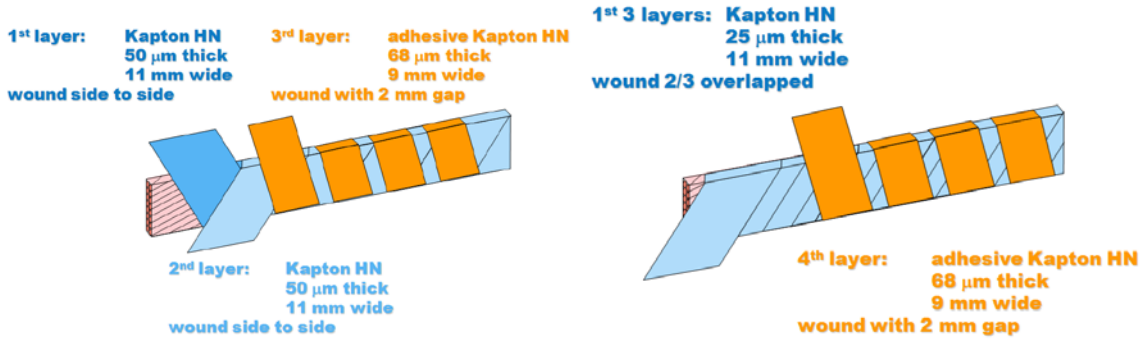 1st layer: Kapton HN
50 μm thick
11 mm wide
wound side to side
3rd layer: adhesive Kapton HN
68 μm thick
9 mm wide
wound with 2 mm gap
2nd layer: Kapton HN
50 μm thick
11 mm wide
wound side to side
1st 3 layers: Kapton HN
25 μm thick
11 mm wide
wound 2/3 overlapped
4th layer: adhesive Kapton HN
68 μm thick
9 mm wide
wound with 2 mm gap